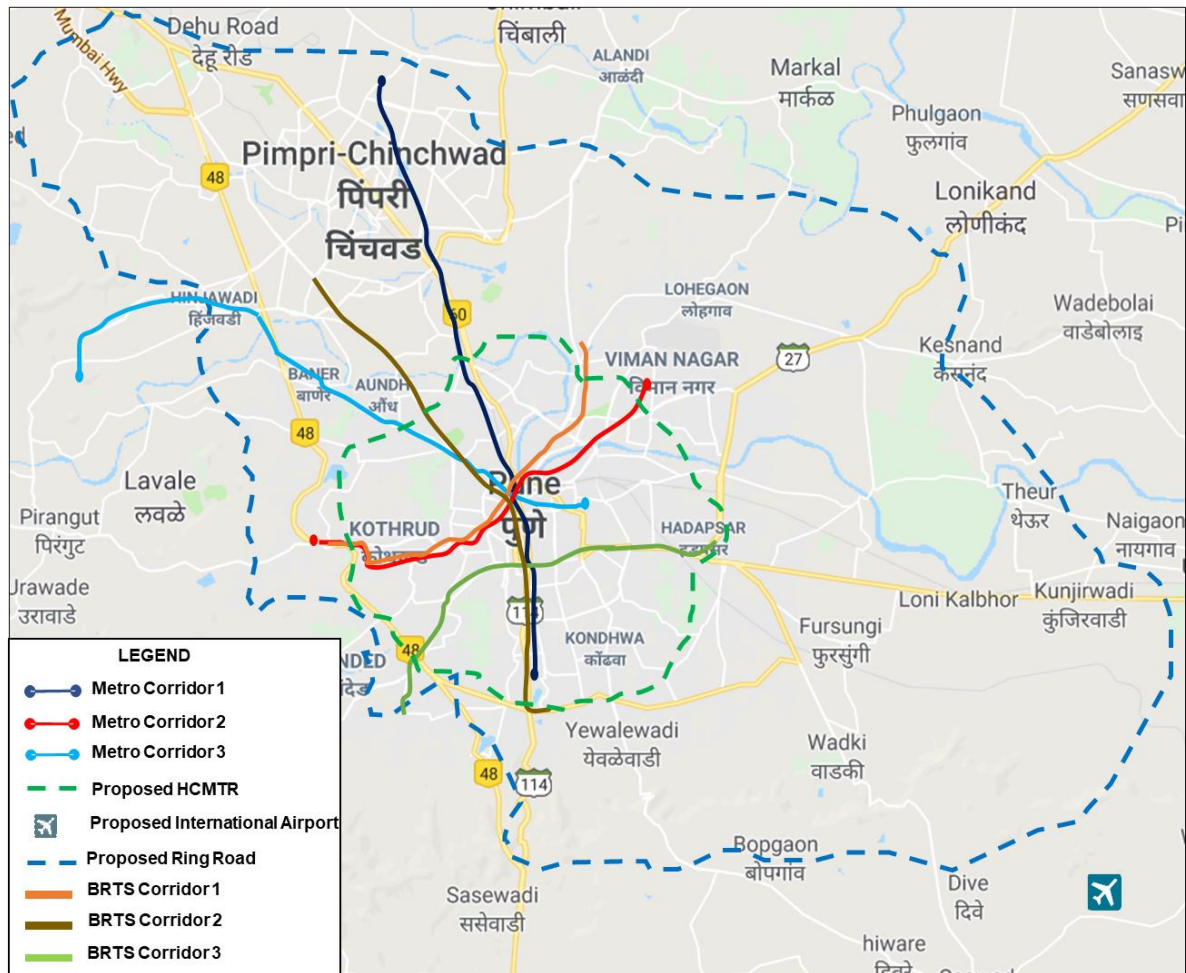 चिंबाली
Dehu Road
देहू रोड
Mumbai Hwy
ALANDI
आळंदी
Markal
मार्कळ
Sanasw
सणसवा
Phulgaon
फुलगांव
48
Pimpri-Chinchwad
पिंपरी
चिंचवड
Lonikand
लोणीकंद
Pi
HINJAWADI
हिंजवडी
60
LOHEGAON
लोहगाव
Wadebolai
वाडेबोलाइ
Kesnand
केसनंद
27
VIMAN NAGAR
विमान नगर
BANER
बाणेर
AUNDH
औंध
48
Lavale
लवळे
Pune
पुणे
Pirangut
पिरंगुट
KOTHRUD
HADAPSAR
Theur
थेऊर
Naigaon
नायगाव
Urawade
उरावाडे
Loni Kalbhor
Kunjirwadi
कुंजिरवाडी
Fursungi
फुरसुंगी
KONDHWA
कोंढवा
48
Yewalewadi
येवळेवाडी
Wadki
वाडकी
48
114
Bopgaon
बोपगांव
Dive
दिवे
Sasewadi
ससेवाडी
hiware
LEGEND
Metro Corridor 1
Metro Corridor 2
Metro Corridor 3
Proposed HCMTR
Proposed International Airport
Proposed Ring Road
BRTS Corridor 1
BRTS Corridor 2
BRTS Corridor 3